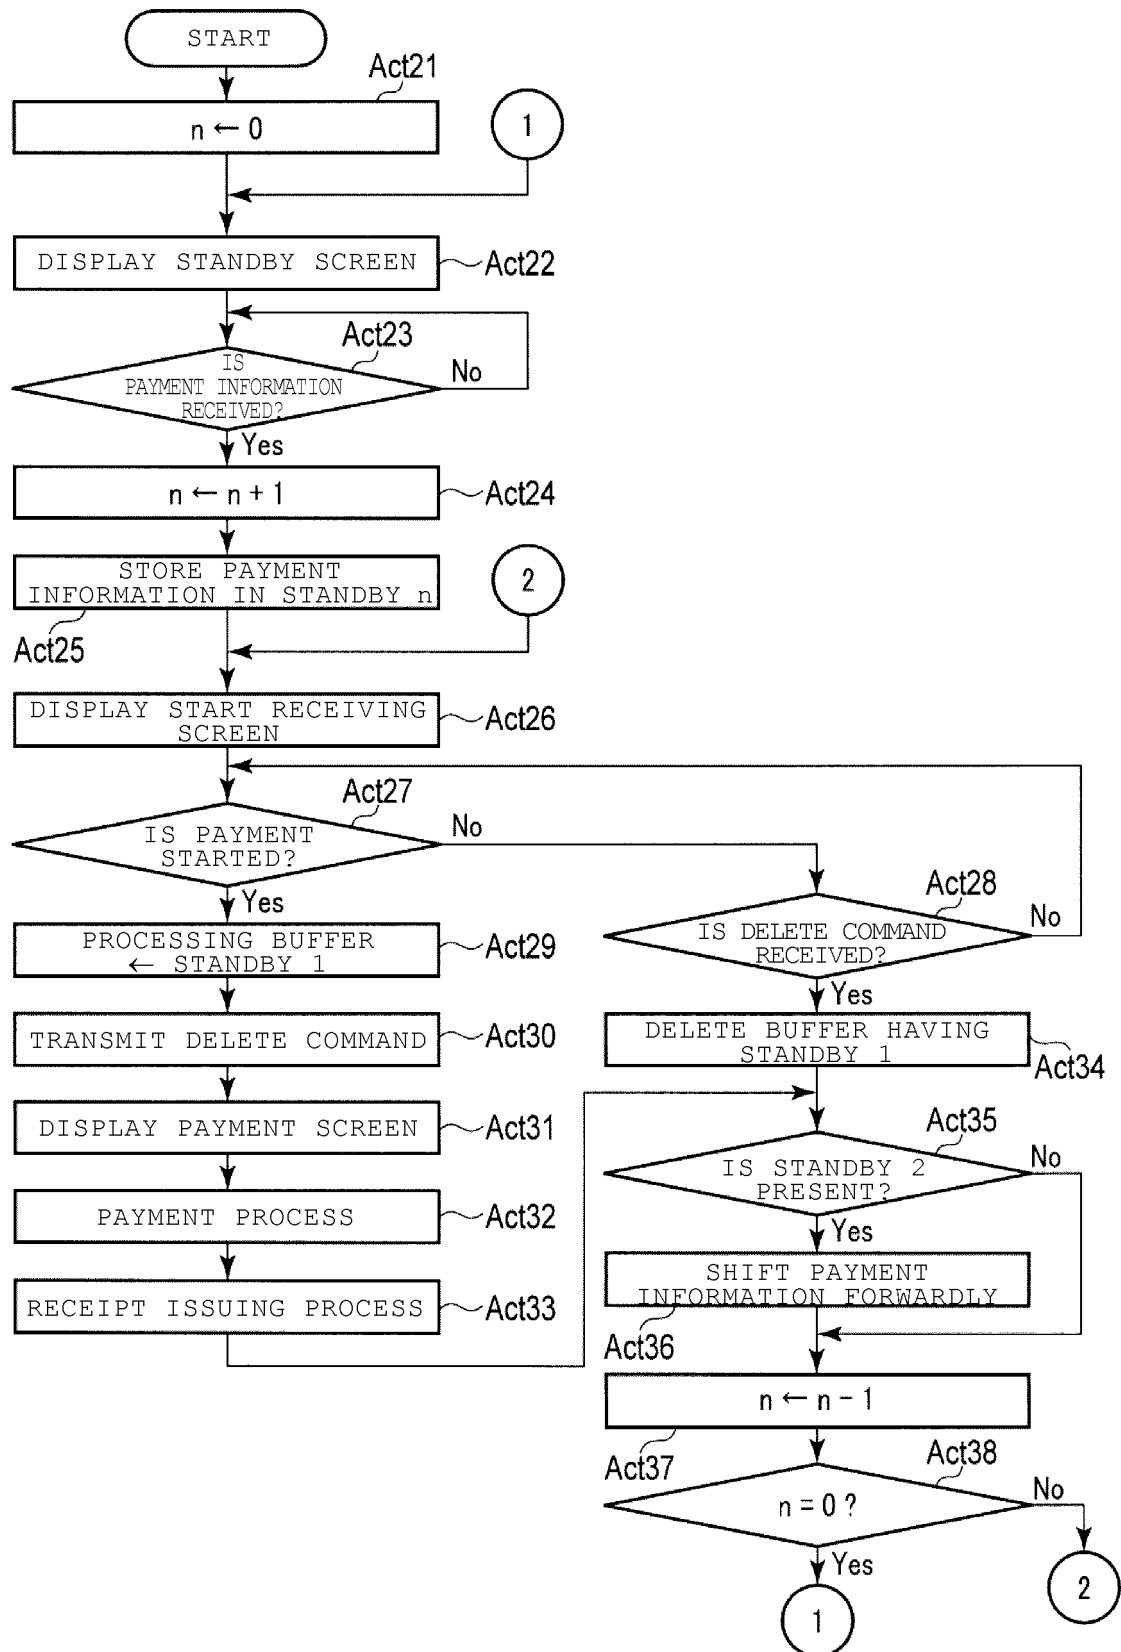 START
Act21
n ← 0
1
DISPLAY STANDBY SCREEN
Act22
Act23
IS
PAYMENT INFORMATION
RECEIVED?
No
Yes
n ← n + 1
Act24
STORE PAYMENT
INFORMATION IN STANDBY n
Act25
2
DISPLAY START RECEIVING
SCREEN
Act26
Act27
IS PAYMENT
STARTED?
No
Yes
Act28
IS DELETE COMMAND
RECEIVED?
No
Yes
PROCESSING BUFFER
← STANDBY 1
Act29
TRANSMIT DELETE COMMAND
Act30
DISPLAY PAYMENT SCREEN
Act31
PAYMENT PROCESS
Act32
RECEIPT ISSUING PROCESS
Act33
DELETE BUFFER HAVING
STANDBY 1
Act34
Act35
IS STANDBY 2
PRESENT?
No
Yes
SHIFT PAYMENT
INFORMATION FORWARDLY
Act36
n ← n - 1
Act37
Act38
n = 0 ?
No
Yes
2
1